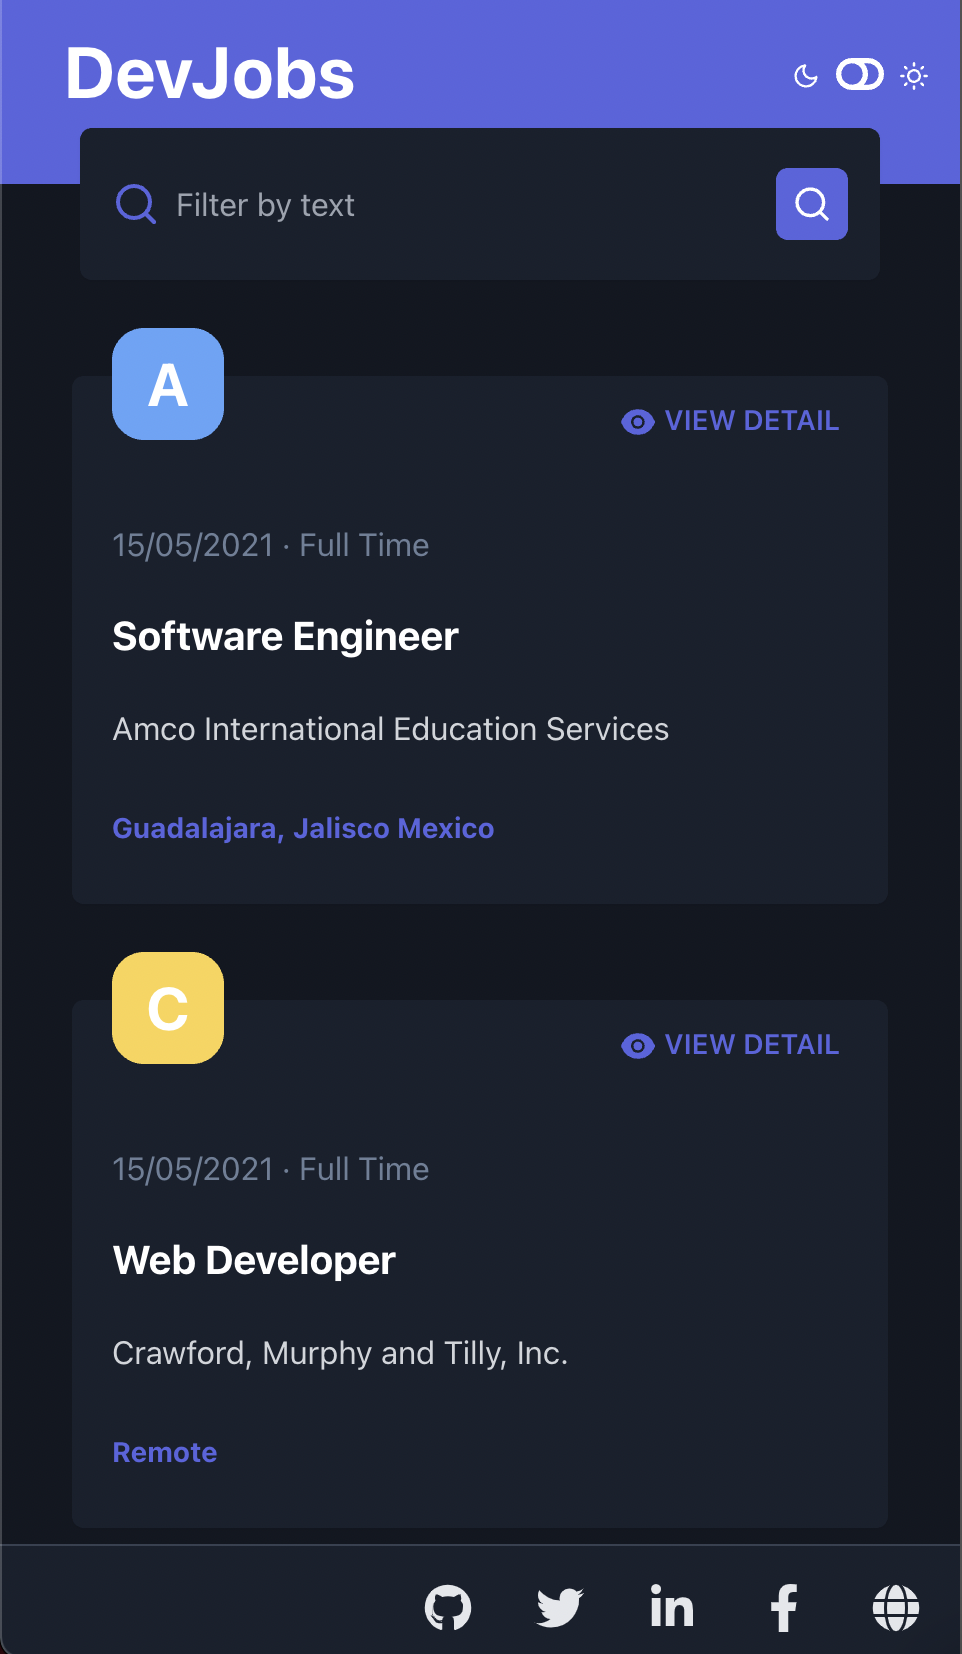 DevJobs
Filter by text
A
VIEW DETAIL
15/05/2021 · Full Time
Software Engineer
Amco International Education Services
Guadalajara, Jalisco Mexico
C
VIEW DETAIL
15/05/2021 · Full Time
Web Developer
Crawford, Murphy and Tilly, Inc.
Remote